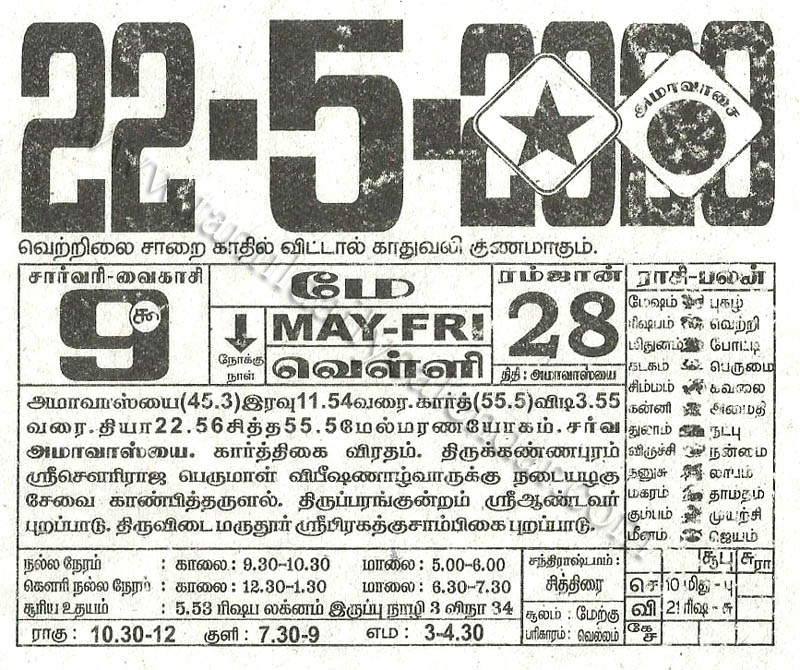 22-5-2020
அமாவாசை
வெற்றிலை சாறை காதில் விட்டால் காதுவலி குணமாகும்.
சார்வரி-வைகாசி
9
கூ
மே
நோக்கு நாள்
MAY-FRI
வெள்ளி
ரம்ஜான்
28
திதி: அமாவாஸ்யை
ராசி-பலன்
மேஷம் புகழ்
ரிஷபம் வெற்றி
மிதுனம் போட்டி
கடகம் பெருமை
சிம்மம் கவலை
கன்னி அமைதி
துலாம் நட்பு
விருச்சி நன்மை
தனுசு லாபம்
மகரம் தாமதம்
கும்பம் முயற்சி
மீனம் ஜெயம்
அமாவாஸ்யை(45.3)இரவு11.54வரை.கார்த்(55.5)விடி3.55
வரை.தியா22.56சித்த55.5மேல்மரணயோகம்.சர்வ
அமாவாஸ்யை. கார்த்திகை விரதம். திருக்கண்ணபுரம்
ஸ்ரீசௌரிராஜ பெருமாள் விபீஷணாழ்வாருக்கு நடையழகு
சேவை காண்பித்தருளல். திருப்பரங்குன்றம் ஸ்ரீஆண்டவர்
புறப்பாடு. திருவிடை மருதூர் ஸ்ரீபிரகத்குசாம்பிகை புறப்பாடு.
நல்ல நேரம் : காலை: 9.30-10.30 மாலை: 5.00-6.00
கௌரி நல்ல நேரம் : காலை: 12.30-1.30 மாலை: 6.30-7.30
சூரிய உதயம் : 5.53 ரிஷப லக்னம் இருப்பு நாழி 3 விநா 34
ராகு: 10.30-12 குளி: 7.30-9 எம: 3-4.30
சந்திராஷ்டமம்:
சித்திரை
சூலம்: மேற்கு
பரிகாரம்: வெல்லம்
சூபு சுரா
செ 10 மிது - பு
வி 21 ரிஷ - சு
கே